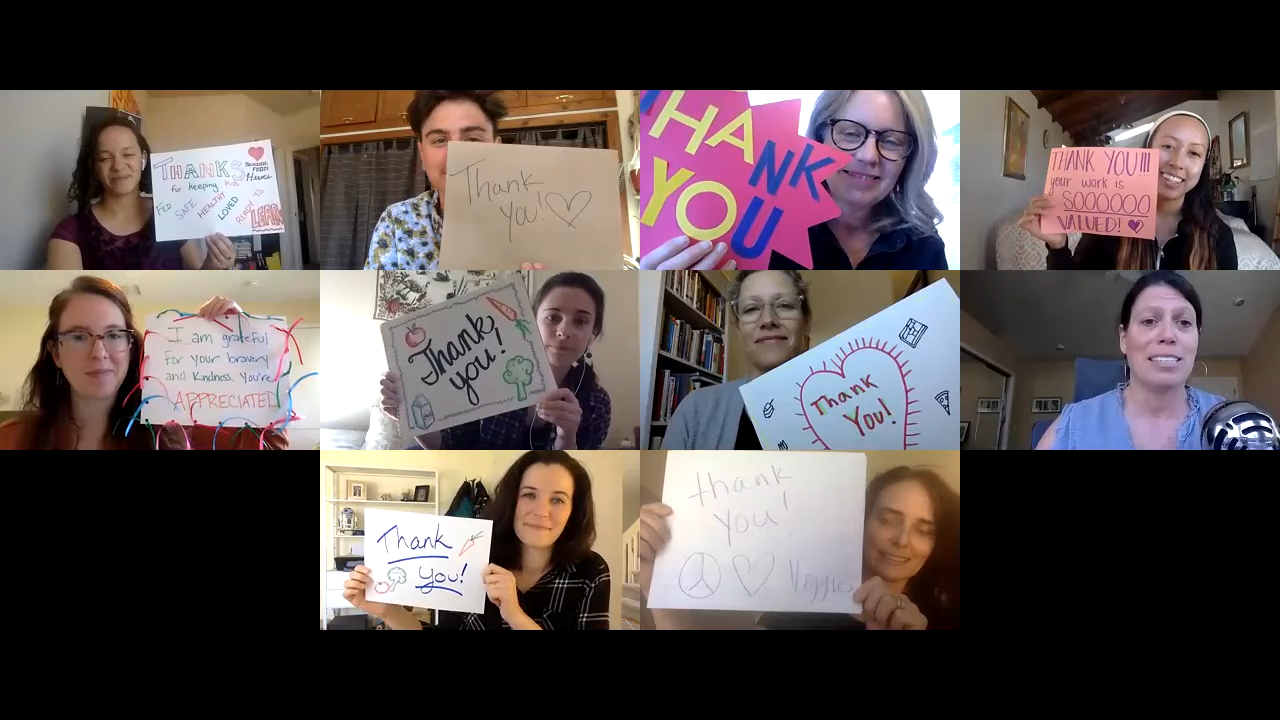 THANKS
for keeping kids
FED SAFE HEALTHY LOVED READY TO LEARN
SCHOOL FOOD Heroes
Thank
you!
THANK
YOU
THANK YOU!!!
your work is
SOOOOOO
VALUED!
I am grateful
for your bravery
and kindness. You're
APPRECIATED
Thank
you!
Thank
You!
Thank
You!
thank
you!
Veggies